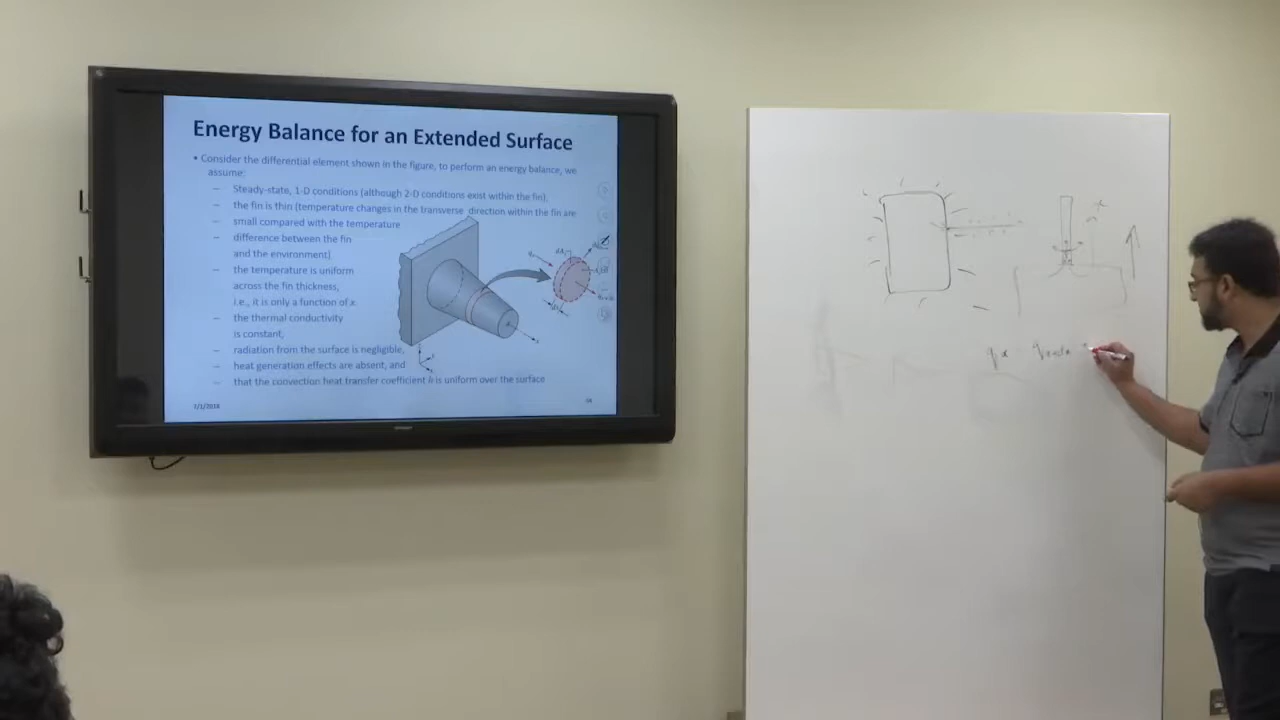 Energy Balance for an Extended Surface
• Consider the differential element shown in the figure, to perform an energy balance, we
assume:
– Steady-state, 1-D conditions (although 2-D conditions exist within the fin),
– the fin is thin (temperature changes in the transverse direction within the fin are
– small compared with the temperature
– difference between the fin
and the environment)
– the temperature is uniform
across the fin thickness,
i.e., it is only a function of x.
– the thermal conductivity
is constant,
– radiation from the surface is negligible,
– heat generation effects are absent, and
– that the convection heat transfer coefficient h is uniform over the surface